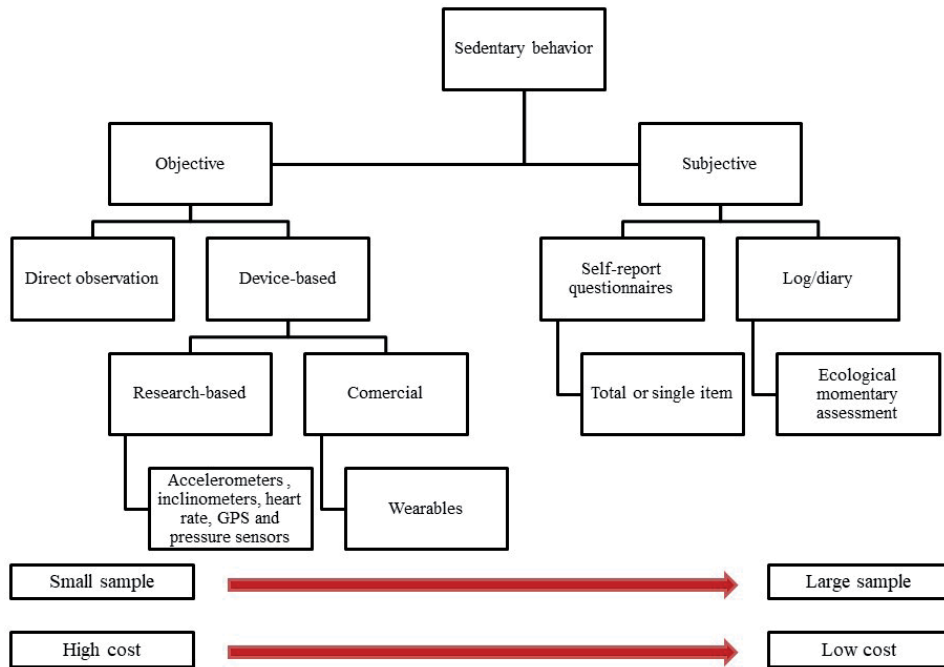 Sedentary behavior
Objective
Subjective
Direct observation
Device-based
Self-report
questionnaires
Log/diary
Research-based
Comercial
Total or single item
Ecological
momentary
assessment
Accelerometers ,
inclinometers, heart
rate, GPS and
pressure sensors
Wearables
Small sample
Large sample
High cost
Low cost